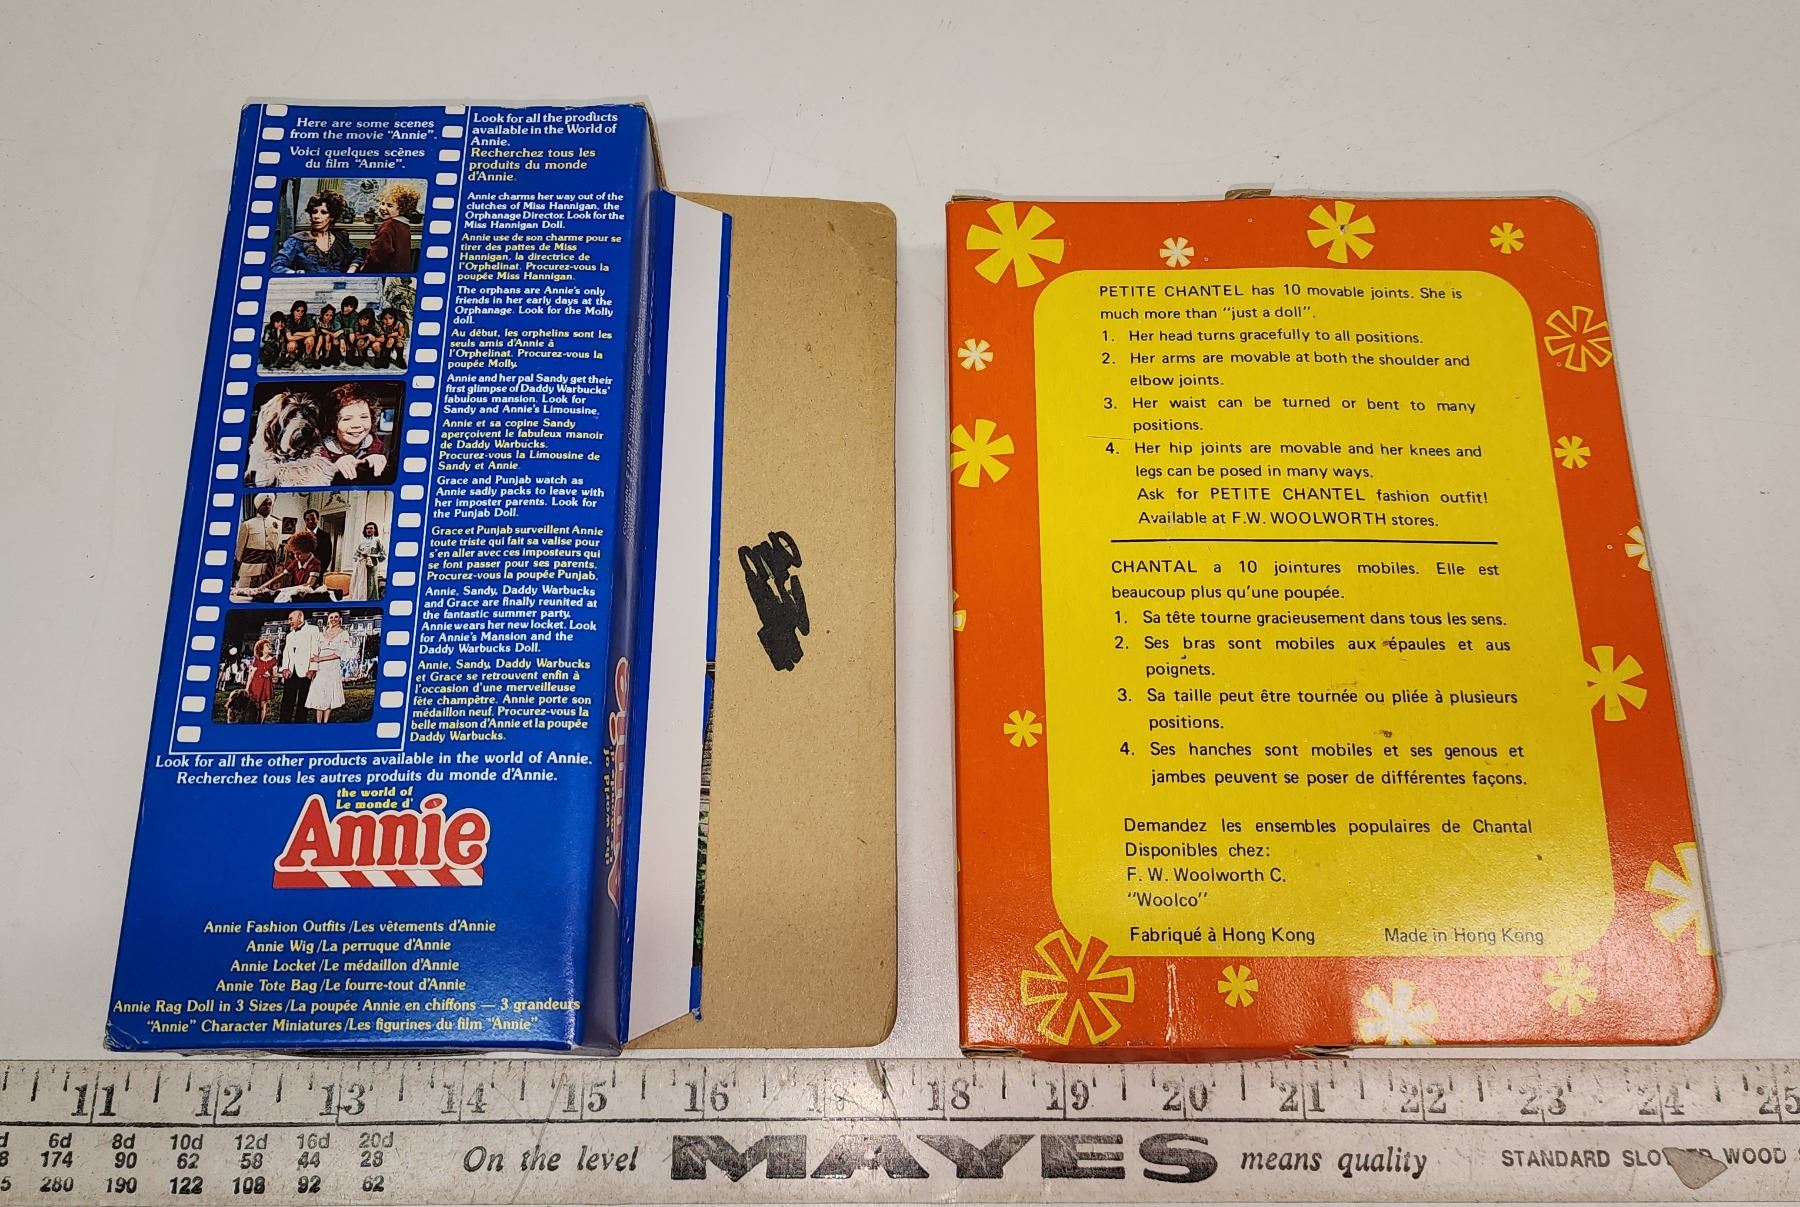 Here are some scenes
from the movie "Annie".
Voici quelques scènes
du film "Annie".
Look for all the products
available in the World of
Annie.
Recherchez tous les
produits du monde
d'Annie.
Annie charms her way out of the
clutches of Miss Hannigan, the
Orphanage Director. Look for the
Miss Hannigan Doll.
Annie use de son charme pour se
tirer des pattes de Miss
Hannigan, la directrice de
l'Orphelinat. Procurez-vous la
poupée Miss Hannigan.
The orphans are Annie's only
friends in her early days at the
Orphanage. Look for the Molly
doll.
Au début, les orphelins sont les
seuls amis d'Annie à
l'Orphelinat. Procurez-vous la
poupée Molly.
Annie and her pal Sandy get their
first glimpse of Daddy Warbucks'
fabulous mansion. Look for
Sandy and Annie's Limousine.
Annie et sa copine Sandy
aperçoivent le fabuleux manoir
de Daddy Warbucks.
Procurez-vous la Limousine de
Sandy et Annie.
Grace and Punjab watch as
Annie sadly packs to leave with
her imposter parents. Look for
the Punjab Doll.
Grace et Punjab surveillent Annie
toute triste qui fait sa valise pour
s'en aller avec ces imposteurs qui
se font passer pour ses parents.
Procurez-vous la poupée Punjab.
Annie, Sandy, Daddy Warbucks
and Grace are finally reunited at
the fantastic summer party.
Annie wears her new locket. Look
for Annie's Mansion and the
Daddy Warbucks Doll.
Annie, Sandy, Daddy Warbucks
et Grace se retrouvent enfin à
l'occasion d'une merveilleuse
fête champêtre. Annie porte son
médaillon neuf. Procurez-vous la
belle maison d'Annie et la poupée
Daddy Warbucks.
Look for all the other products available in the world of Annie.
Recherchez tous les autres produits du monde d'Annie.
the world of
Le monde d'
Annie
Annie Fashion Outfits/Les vêtements d'Annie
Annie Wig/La perruque d'Annie
Annie Locket/Le médaillon d'Annie
Annie Tote Bag/Le fourre-tout d'Annie
Annie Rag Doll in 3 Sizes/La poupée Annie en chiffons — 3 grandeurs
"Annie" Character Miniatures/Les figurines du film "Annie"
the world of
Annie
PETITE CHANTEL has 10 movable joints. She is
much more than "just a doll".
1. Her head turns gracefully to all positions.
2. Her arms are movable at both the shoulder and
elbow joints.
3. Her waist can be turned or bent to many
positions.
4. Her hip joints are movable and her knees and
legs can be posed in many ways.
Ask for PETITE CHANTEL fashion outfit!
Available at F.W. WOOLWORTH stores.
CHANTAL a 10 jointures mobiles. Elle est
beaucoup plus qu'une poupée.
1. Sa tête tourne gracieusement dans tous les sens.
2. Ses bras sont mobiles aux épaules et aus
poignets.
3. Sa taille peut être tournée ou pliée à plusieurs
positions.
4. Ses hanches sont mobiles et ses genous et
jambes peuvent se poser de différentes façons.
Demandez les ensembles populaires de Chantal
Disponibles chez:
F. W. Woolworth C.
"Woolco"
Fabriqué à Hong Kong Made in Hong Kong
11 12 13 14 15 16 18 19 20 21 22 23 24 25
6d 8d 10d 12d 16d 20d
174 90 62 58 44 28
280 190 122 108 92 62
On the level MAYES means quality
STANDARD WOOD